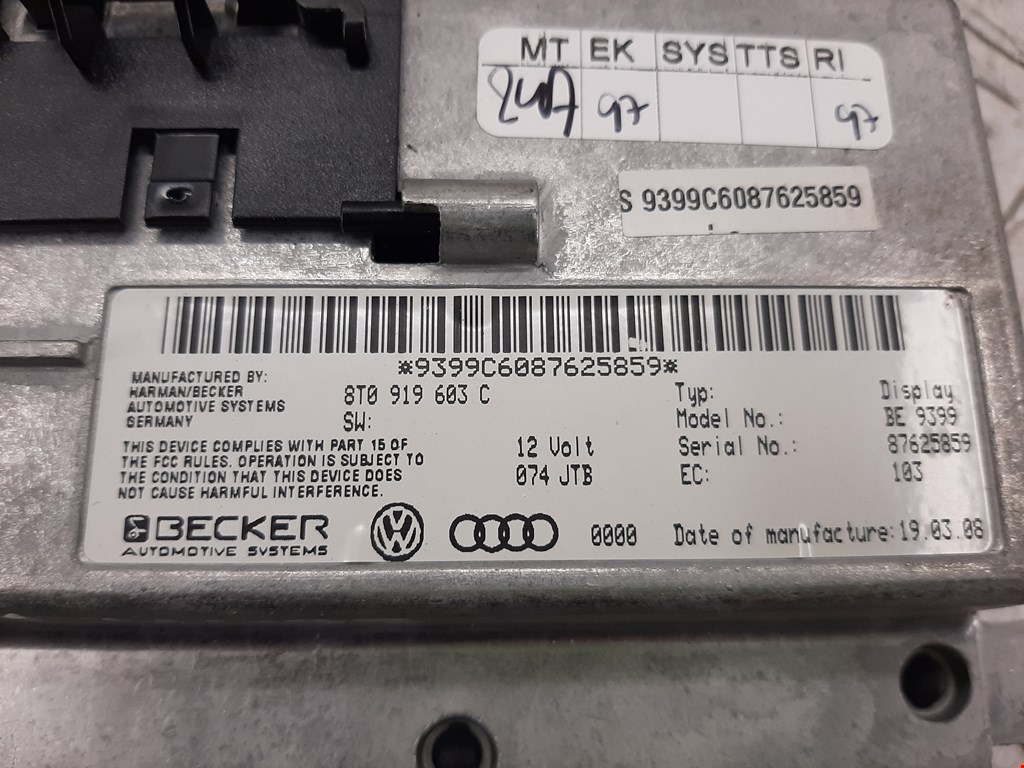 MT EK SYS TTS RI
24A 97 97
S 9399C6087625859
*9399C6087625859*
MANUFACTURED BY:
HARMAN/BECKER
AUTOMOTIVE SYSTEMS
GERMANY
8T0 919 603 C
SW:
THIS DEVICE COMPLIES WITH PART 15 OF
THE FCC RULES. OPERATION IS SUBJECT TO
THE CONDITION THAT THIS DEVICE DOES
NOT CAUSE HARMFUL INTERFERENCE.
12 Volt
074 JTB
Typ: Display
Model No.: BE 9399
Serial No.: 87625859
EC: 103
BECKER
AUTOMOTIVE SYSTEMS
0000
Date of manufacture: 19.03.08